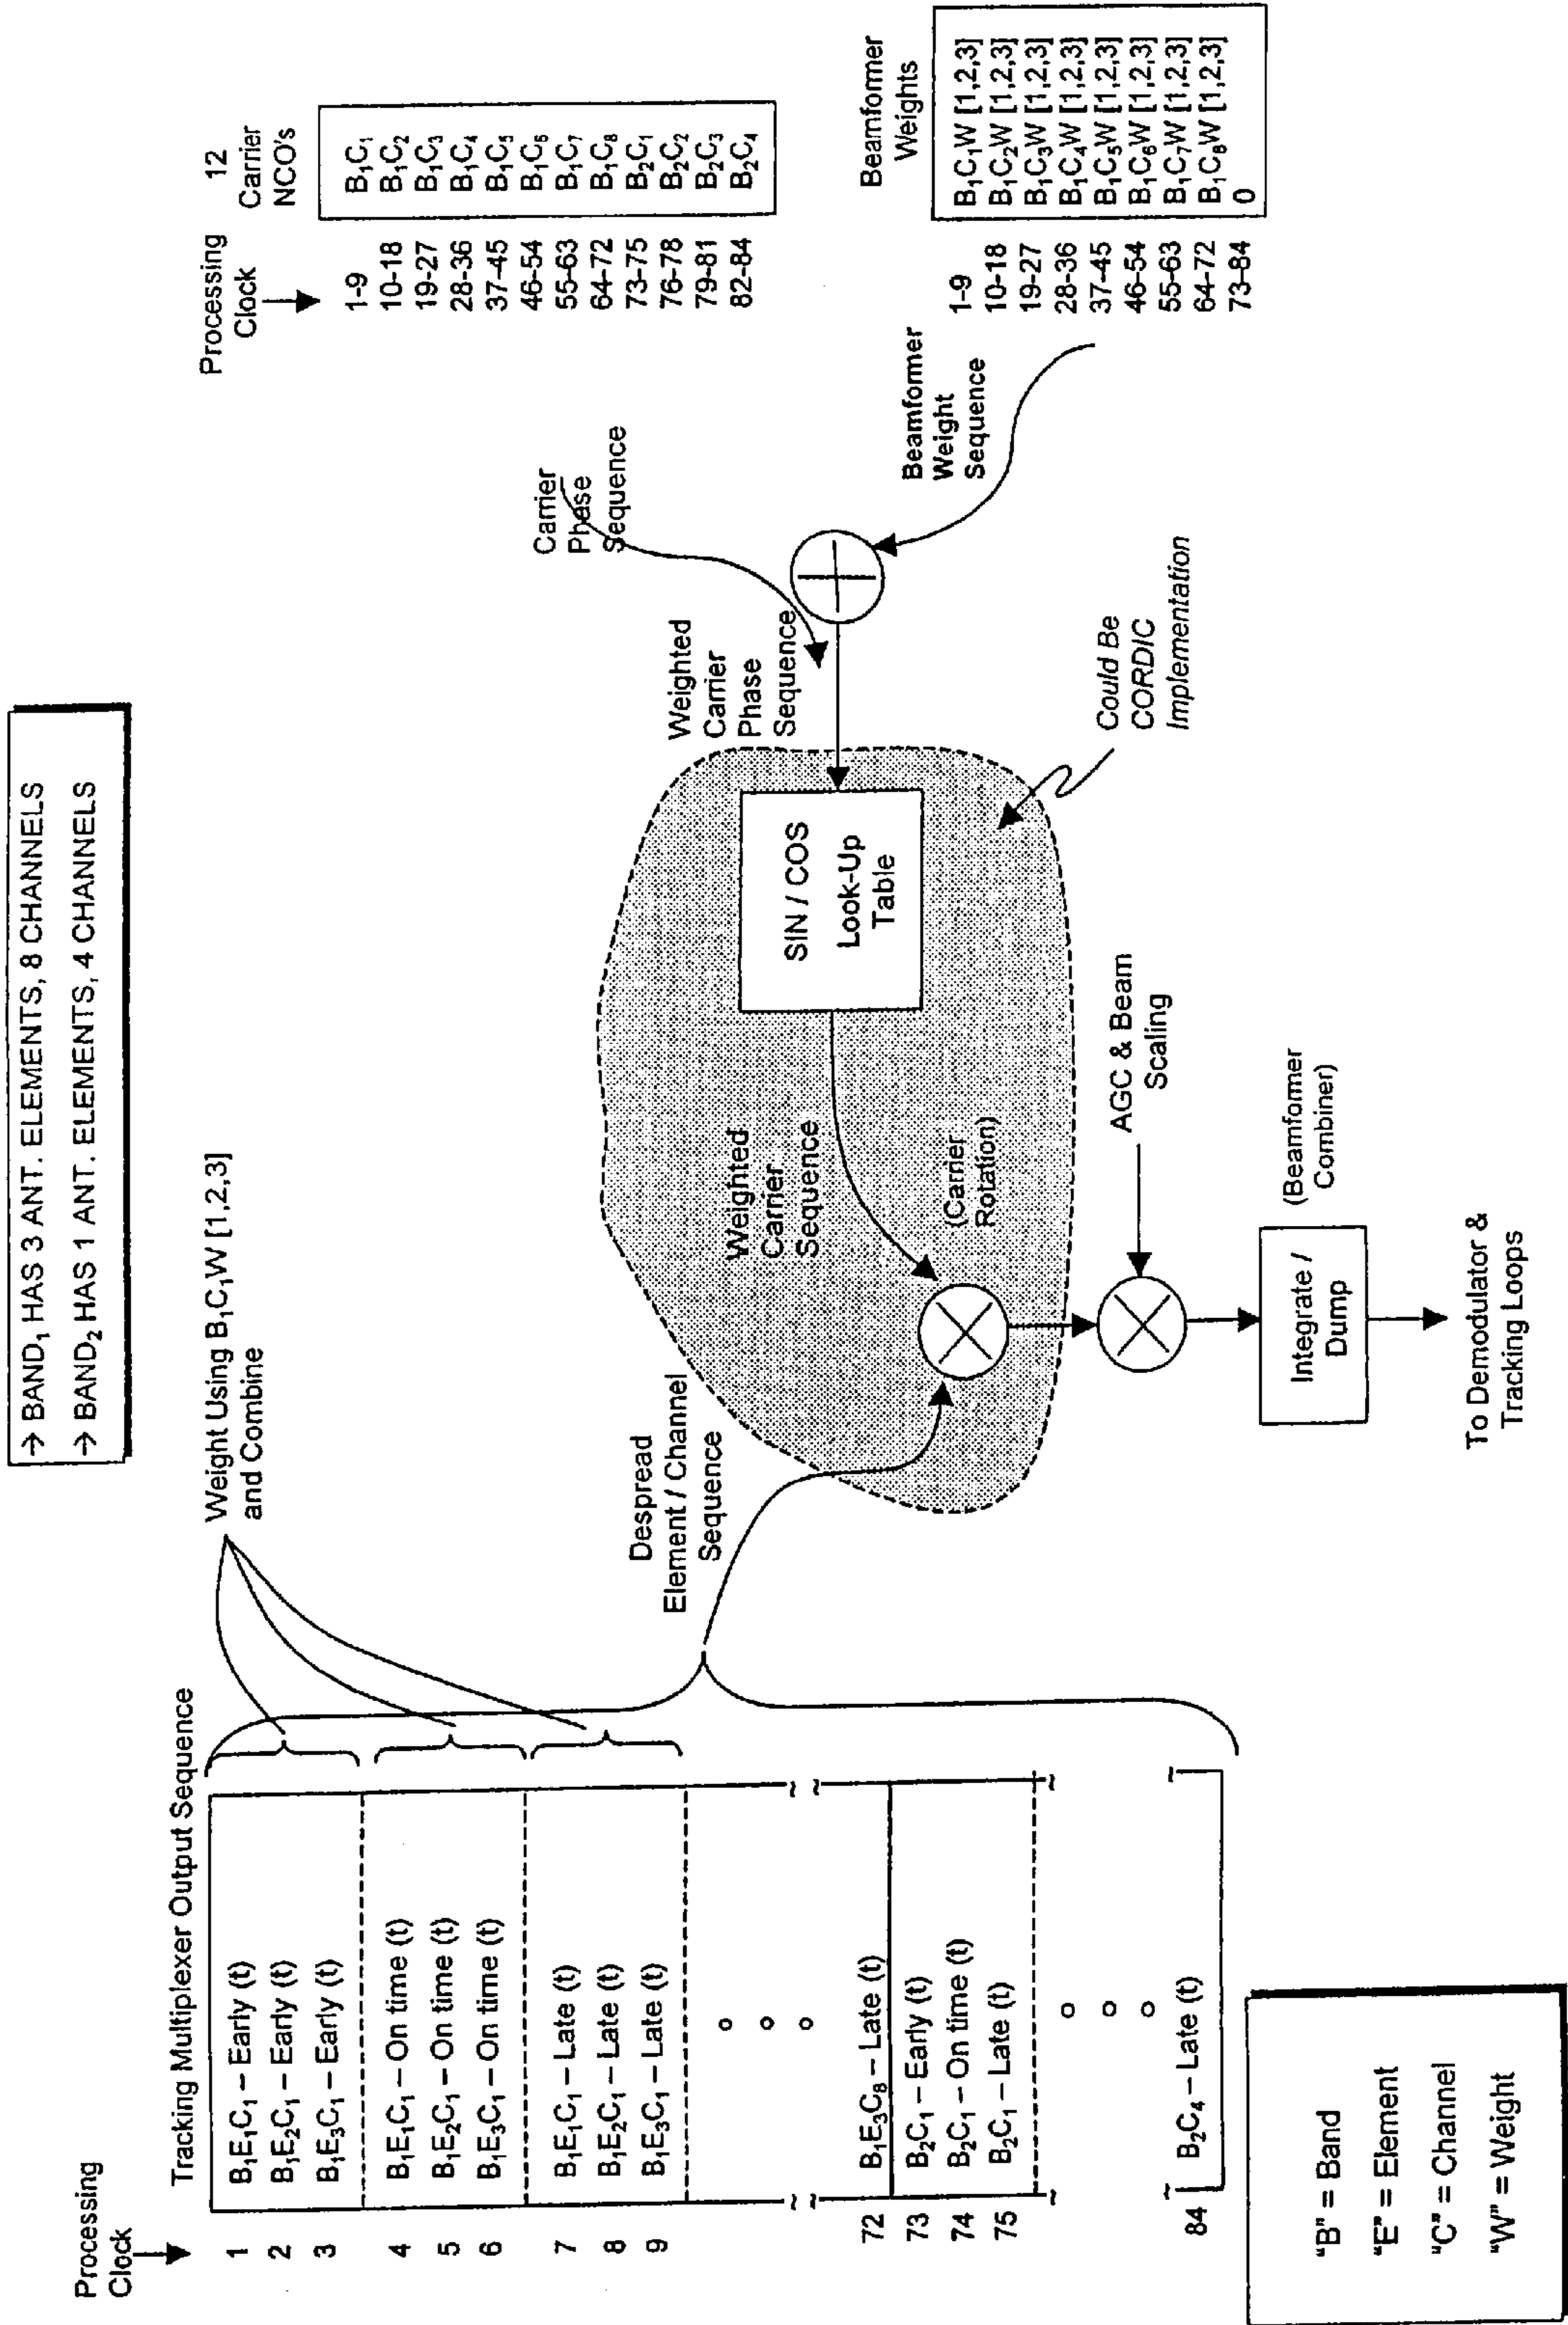 → BAND₁ HAS 3 ANT. ELEMENTS, 8 CHANNELS
→ BAND₂ HAS 1 ANT. ELEMENTS, 4 CHANNELS
Processing
Clock
Tracking Multiplexer Output Sequence
1 B₁E₁C₁ – Early (t)
2 B₁E₂C₁ – Early (t)
3 B₁E₃C₁ – Early (t)
4 B₁E₁C₁ – On time (t)
5 B₁E₂C₁ – On time (t)
6 B₁E₃C₁ – On time (t)
7 B₁E₁C₁ – Late (t)
8 B₁E₂C₁ – Late (t)
9 B₁E₃C₁ – Late (t)
72 B₁E₃C₈ – Late (t)
73 B₂C₁ – Early (t)
74 B₂C₁ – On time (t)
75 B₂C₁ – Late (t)
84 B₂C₄ – Late (t)
Weight Using B₁C₁W [1,2,3]
and Combine
Despread
Element / Channel
Sequence
Weighted
Carrier
Sequence
(Carrier
Rotation)
SIN / COS
Look-Up
Table
Weighted
Carrier
Phase
Sequence
Carrier
Phase
Sequence
Beamformer
Weight
Sequence
Could Be
CORDIC
Implementation
AGC & Beam
Scaling
Integrate /
Dump
(Beamformer
Combiner)
To Demodulator &
Tracking Loops
Processing
Clock
12
Carrier
NCO's
1-9 B₁C₁
10-18 B₁C₂
19-27 B₁C₃
28-36 B₁C₄
37-45 B₁C₅
46-54 B₁C₆
55-63 B₁C₇
64-72 B₁C₈
73-75 B₂C₁
76-78 B₂C₂
79-81 B₂C₃
82-84 B₂C₄
Beamformer
Weights
1-9 B₁C₁W [1,2,3]
10-18 B₁C₂W [1,2,3]
19-27 B₁C₃W [1,2,3]
28-36 B₁C₄W [1,2,3]
37-45 B₁C₅W [1,2,3]
46-54 B₁C₆W [1,2,3]
55-63 B₁C₇W [1,2,3]
64-72 B₁C₈W [1,2,3]
73-84 0
"B" = Band
"E" = Element
"C" = Channel
"W" = Weight